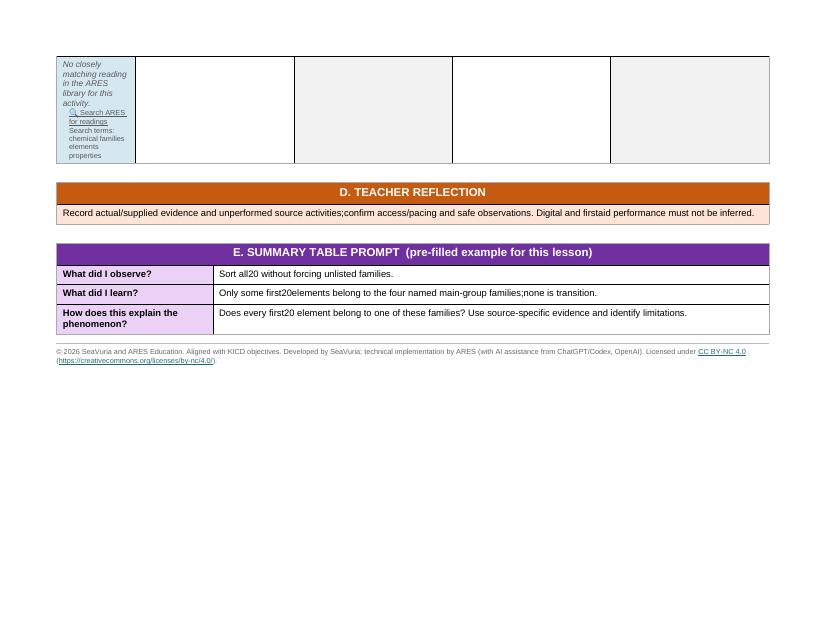 No closely
matching reading
in the ARES
library for this
activity.
🔍 Search ARES
for readings
Search terms:
chemical families
elements
properties
D. TEACHER REFLECTION
Record actual/supplied evidence and unperformed source activities;confirm access/pacing and safe observations. Digital and firstaid performance must not be inferred.
E. SUMMARY TABLE PROMPT  (pre-filled example for this lesson)
What did I observe?
Sort all20 without forcing unlisted families.
What did I learn?
Only some first20elements belong to the four named main-group families;none is transition.
How does this explain the
phenomenon?
Does every first20 element belong to one of these families? Use source-specific evidence and identify limitations.
© 2026 SeaVuria and ARES Education. Aligned with KICD objectives. Developed by SeaVuria; technical implementation by ARES (with AI assistance from ChatGPT/Codex, OpenAI). Licensed under CC BY-NC 4.0
(https://creativecommons.org/licenses/by-nc/4.0/).